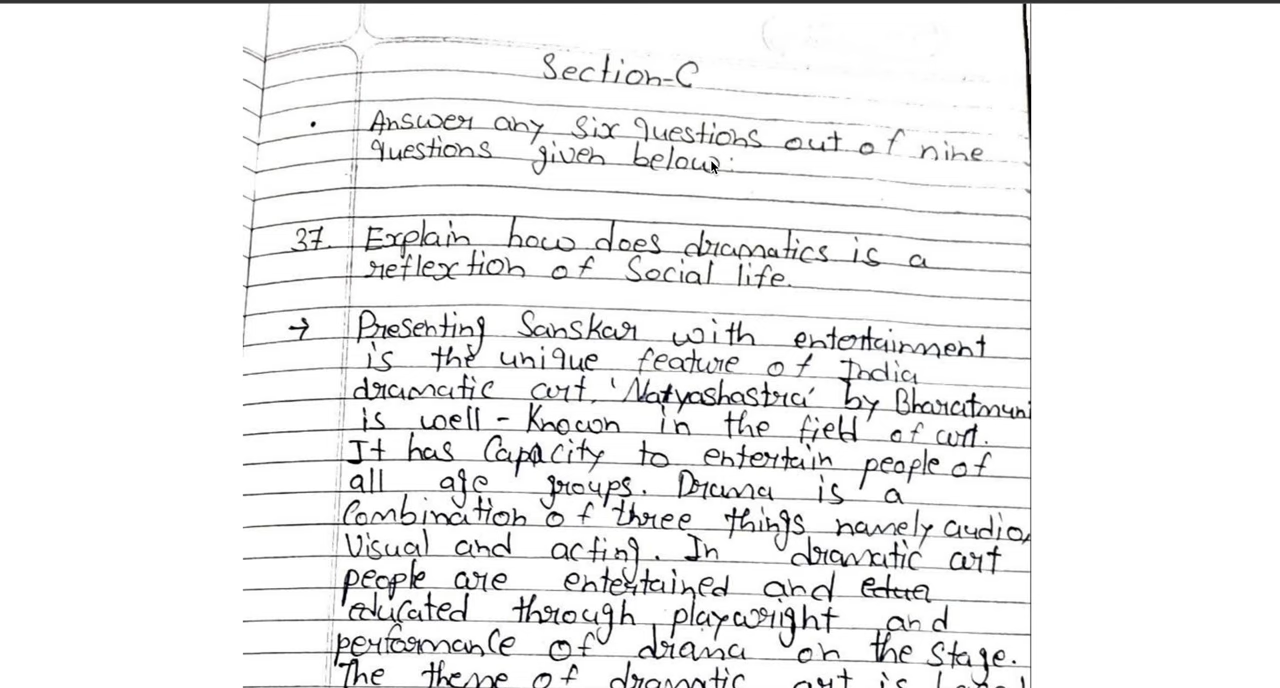 Section-C
Answer any six questions out of nine
questions given below:
37. Explain how does dramatics is a
reflextion of Social life.
→ Presenting Sanskar with entertainment
is the unique feature of India
dramatic art. 'Natyashastra' by Bharatmuni
is well-known in the field of art.
It has Capacity to entertain people of
all age groups. Drama is a
Combination of three things namely audio,
Visual and acting. In dramatic art
people are entertained and
educated through playwright and
performance of drama on the stage.
The theme of dramatic art is